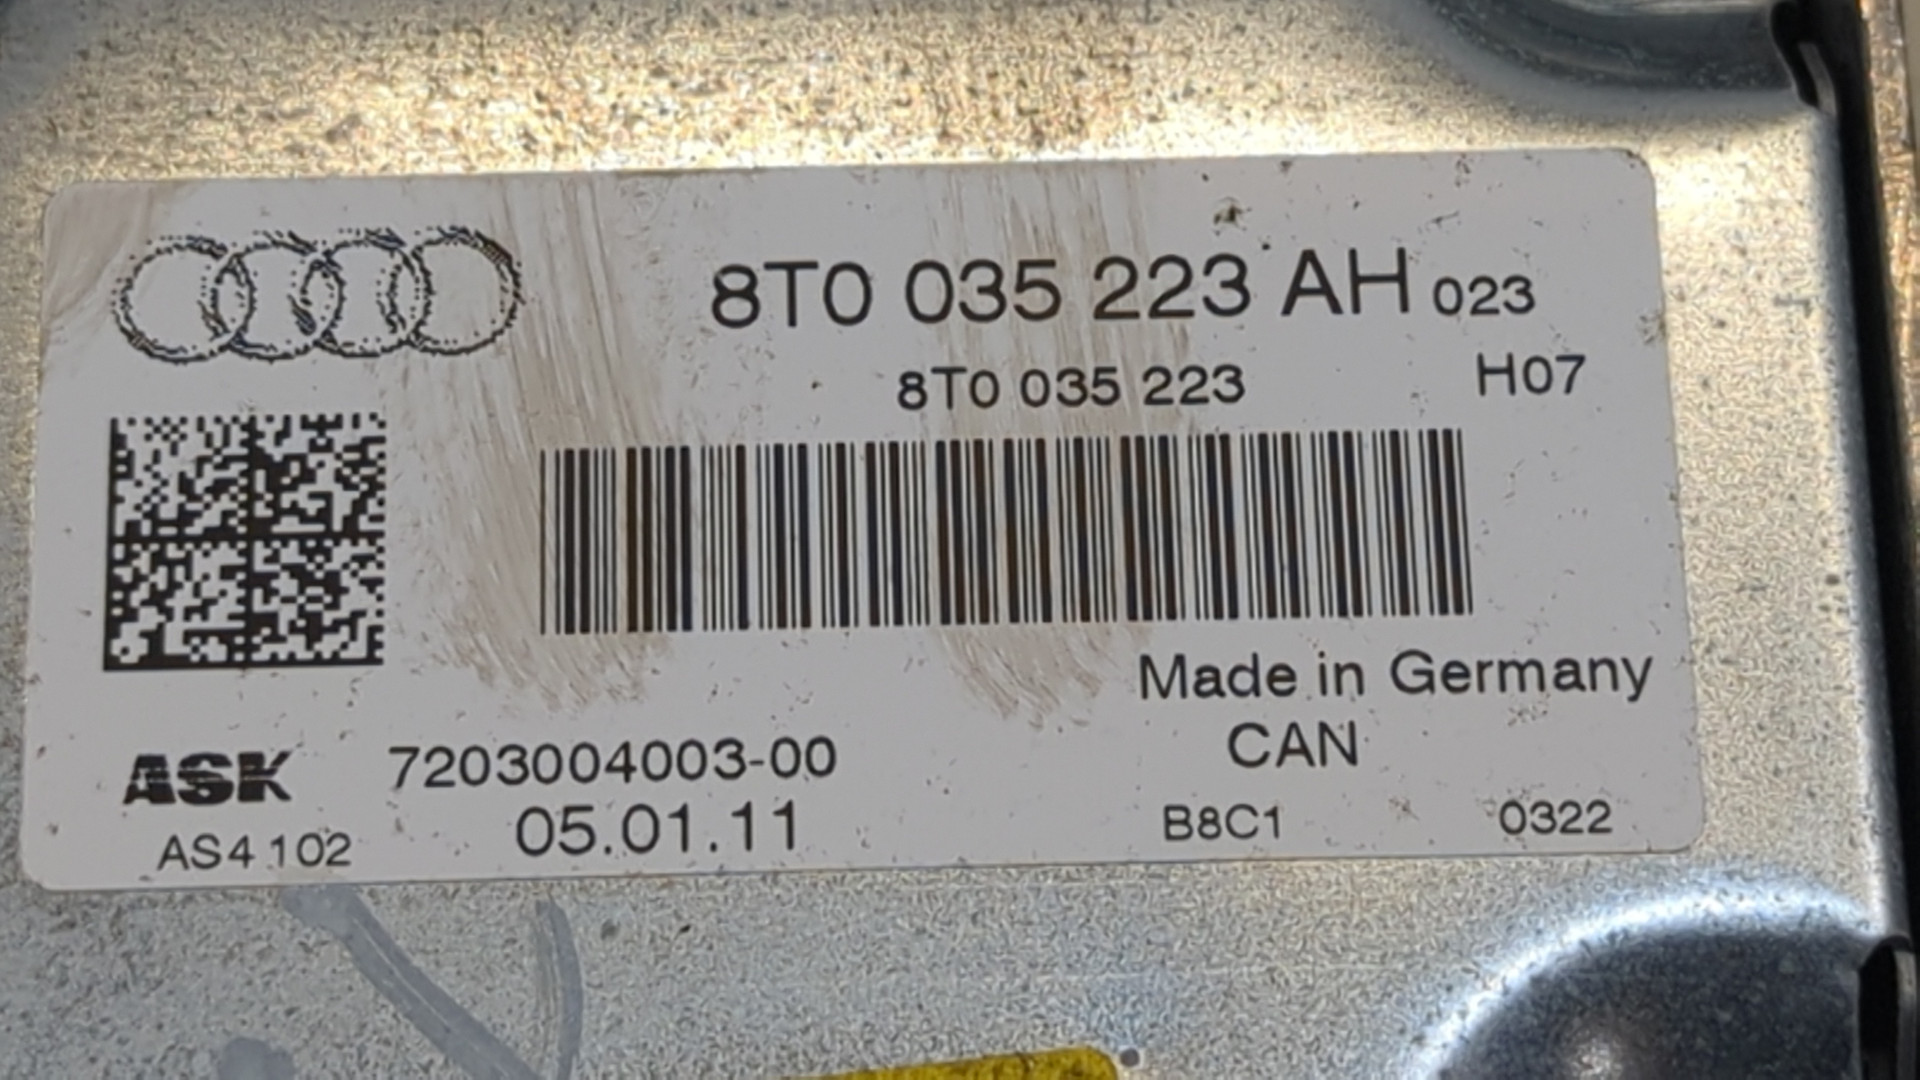 8T0 035 223 AH 023
8T0 035 223 H07
Made in Germany
ASK 7203004003-00 CAN
AS4 102 05.01.11 B8C1 0322